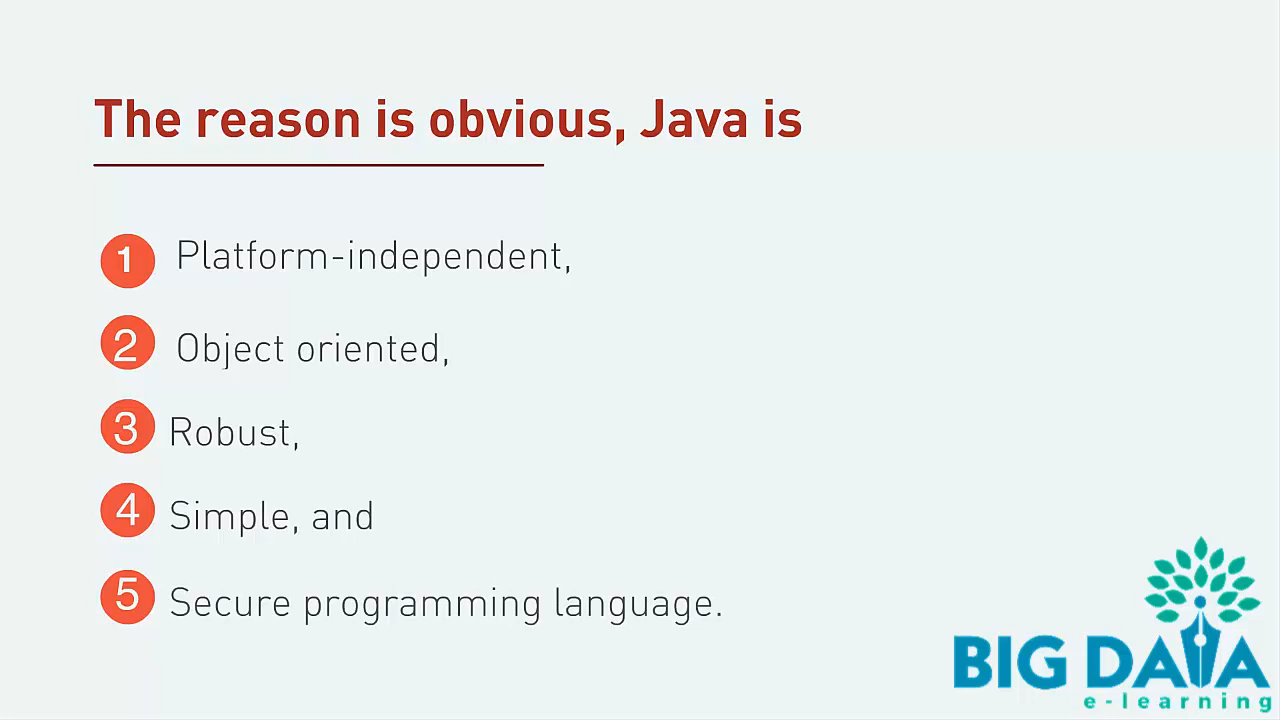 The reason is obvious, Java is
1 Platform-independent,
2 Object oriented,
3 Robust,
4 Simple, and
5 Secure programming language.
BIG DATA
e-learning